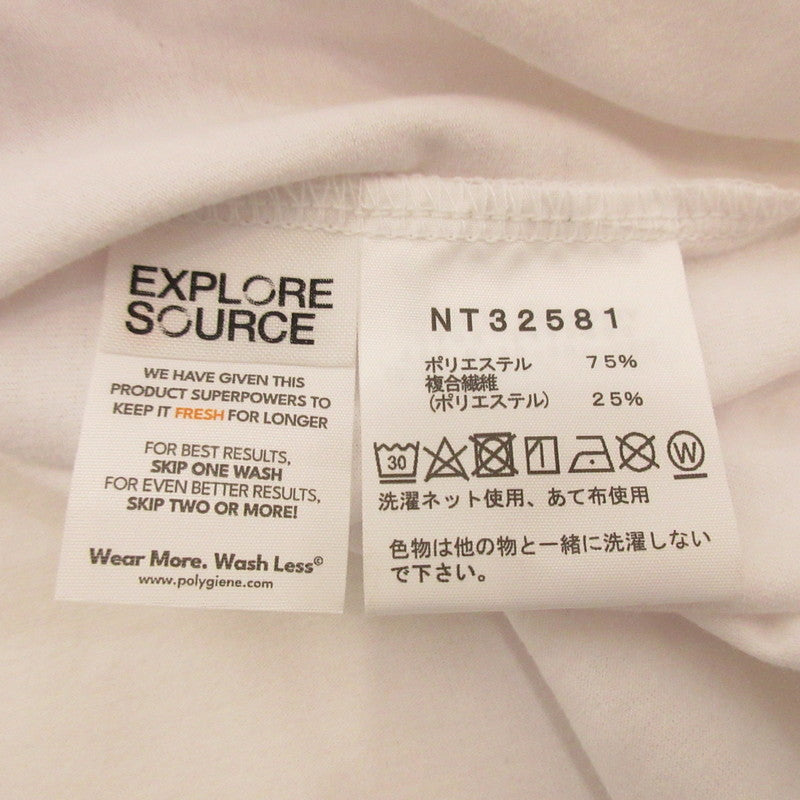 EXPLORE
SOURCE
WE HAVE GIVEN THIS
PRODUCT SUPERPOWERS TO
KEEP IT FRESH FOR LONGER
FOR BEST RESULTS,
SKIP ONE WASH
FOR EVEN BETTER RESULTS,
SKIP TWO OR MORE!
Wear More. Wash Less©
www.polygiene.com
NT32581
ポリエステル 75%
複合繊維
(ポリエステル) 25%
30 W
洗濯ネット使用、あて布使用
色物は他の物と一緒に洗濯しない
で下さい。